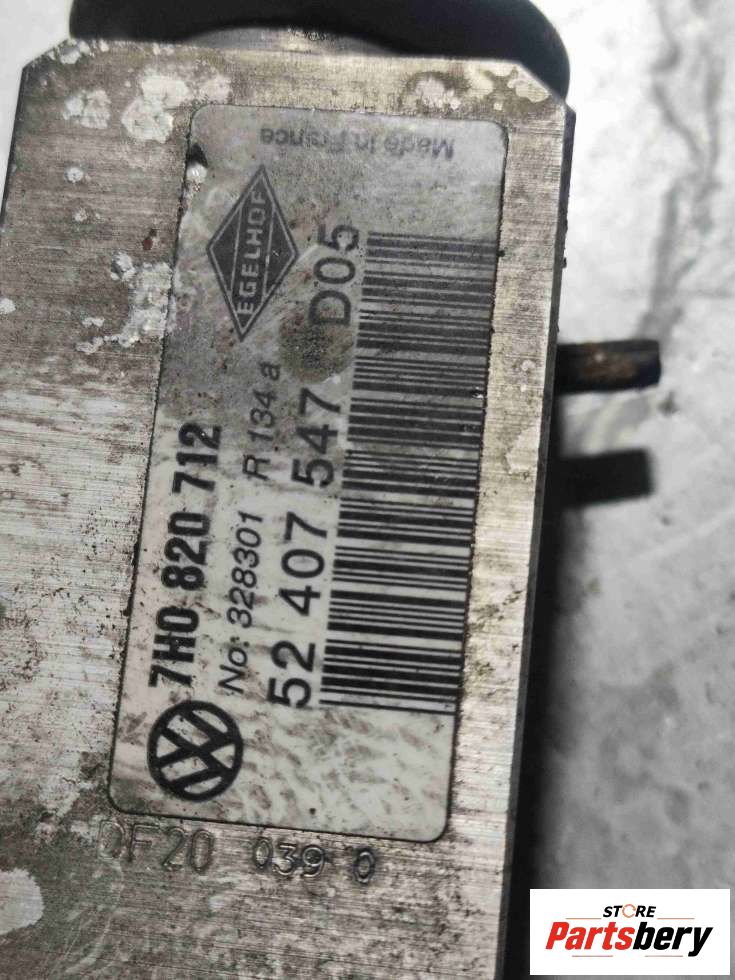 Made in France
EGELHOF
7H0 820 712
No: 328301 R 134 a
52 407 547 D05
DF20 039 0
STORE
Partsbery